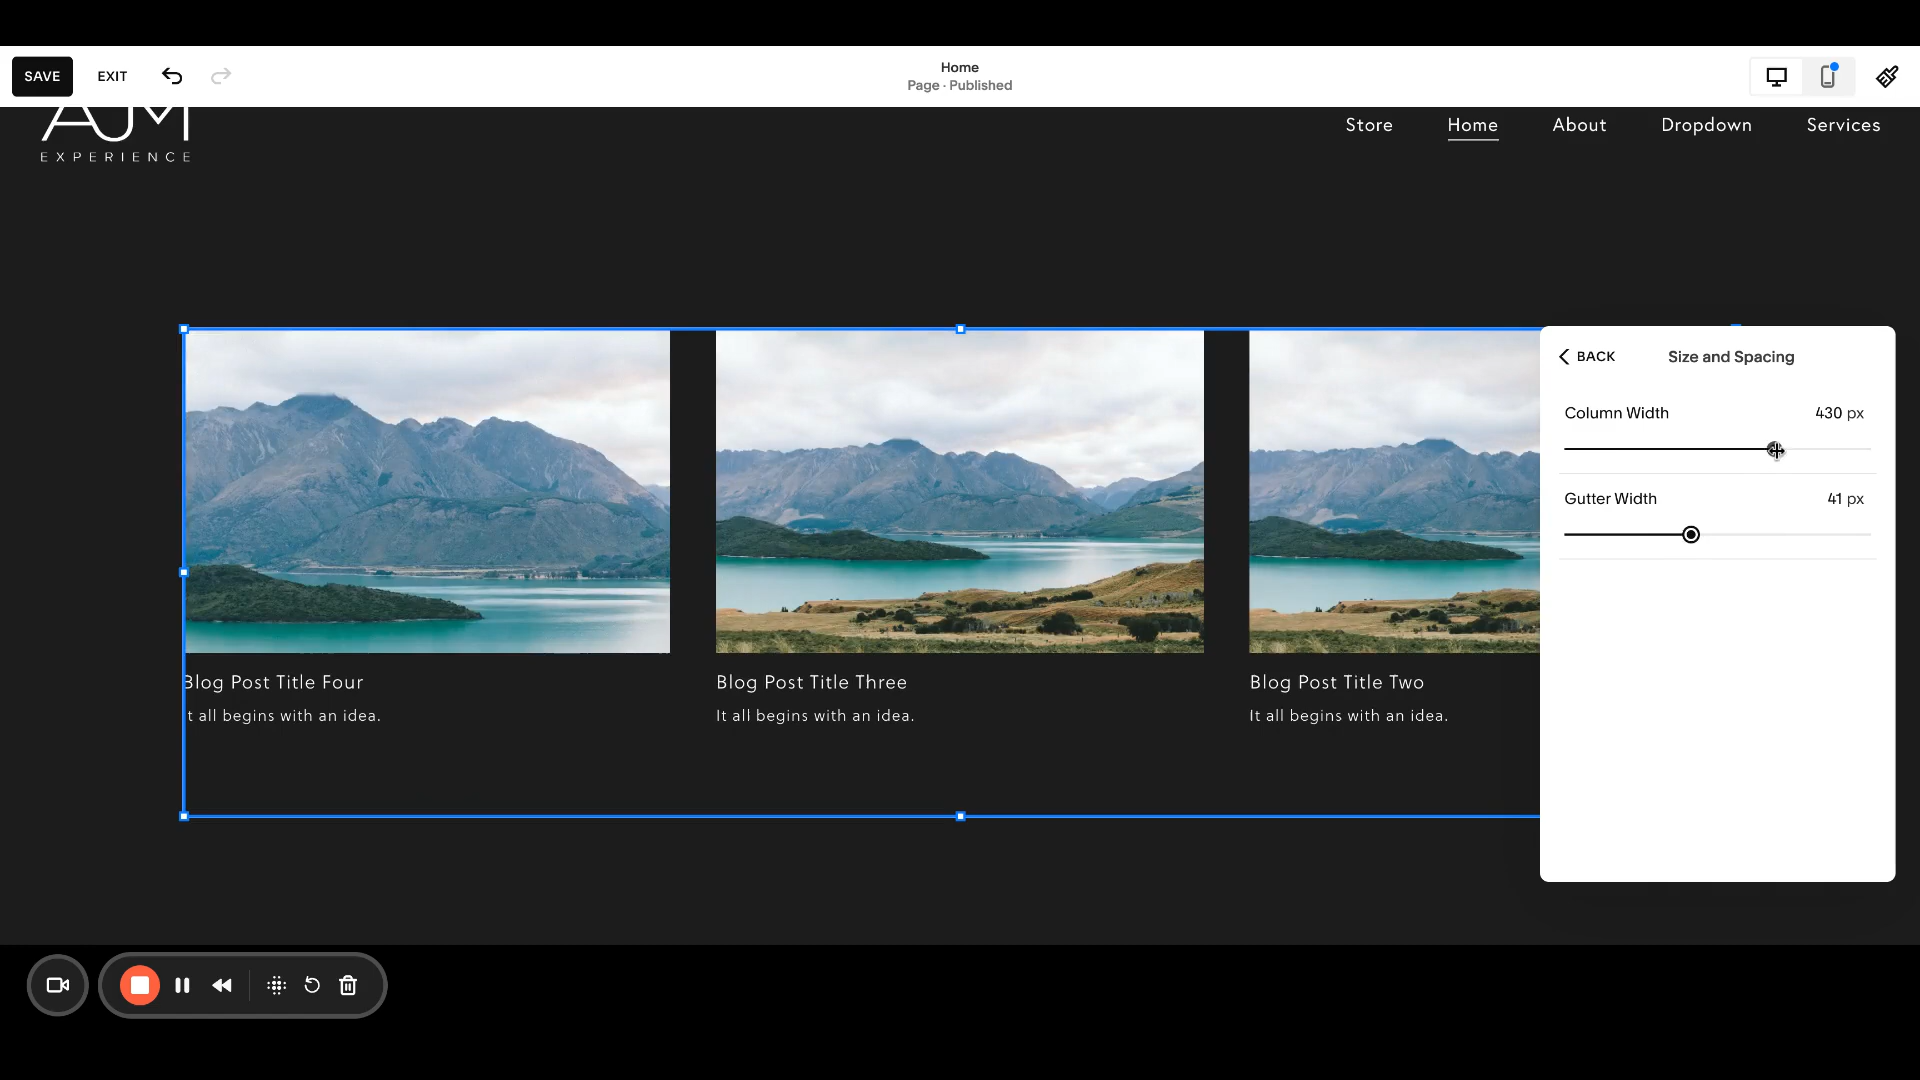 SAVE
EXIT
Home
Page · Published
AJM
EXPERIENCE
Store
Home
About
Dropdown
Services
BACK
Size and Spacing
Column Width
430 px
Gutter Width
41 px
Blog Post Title Four
It all begins with an idea.
Blog Post Title Three
It all begins with an idea.
Blog Post Title Two
It all begins with an idea.